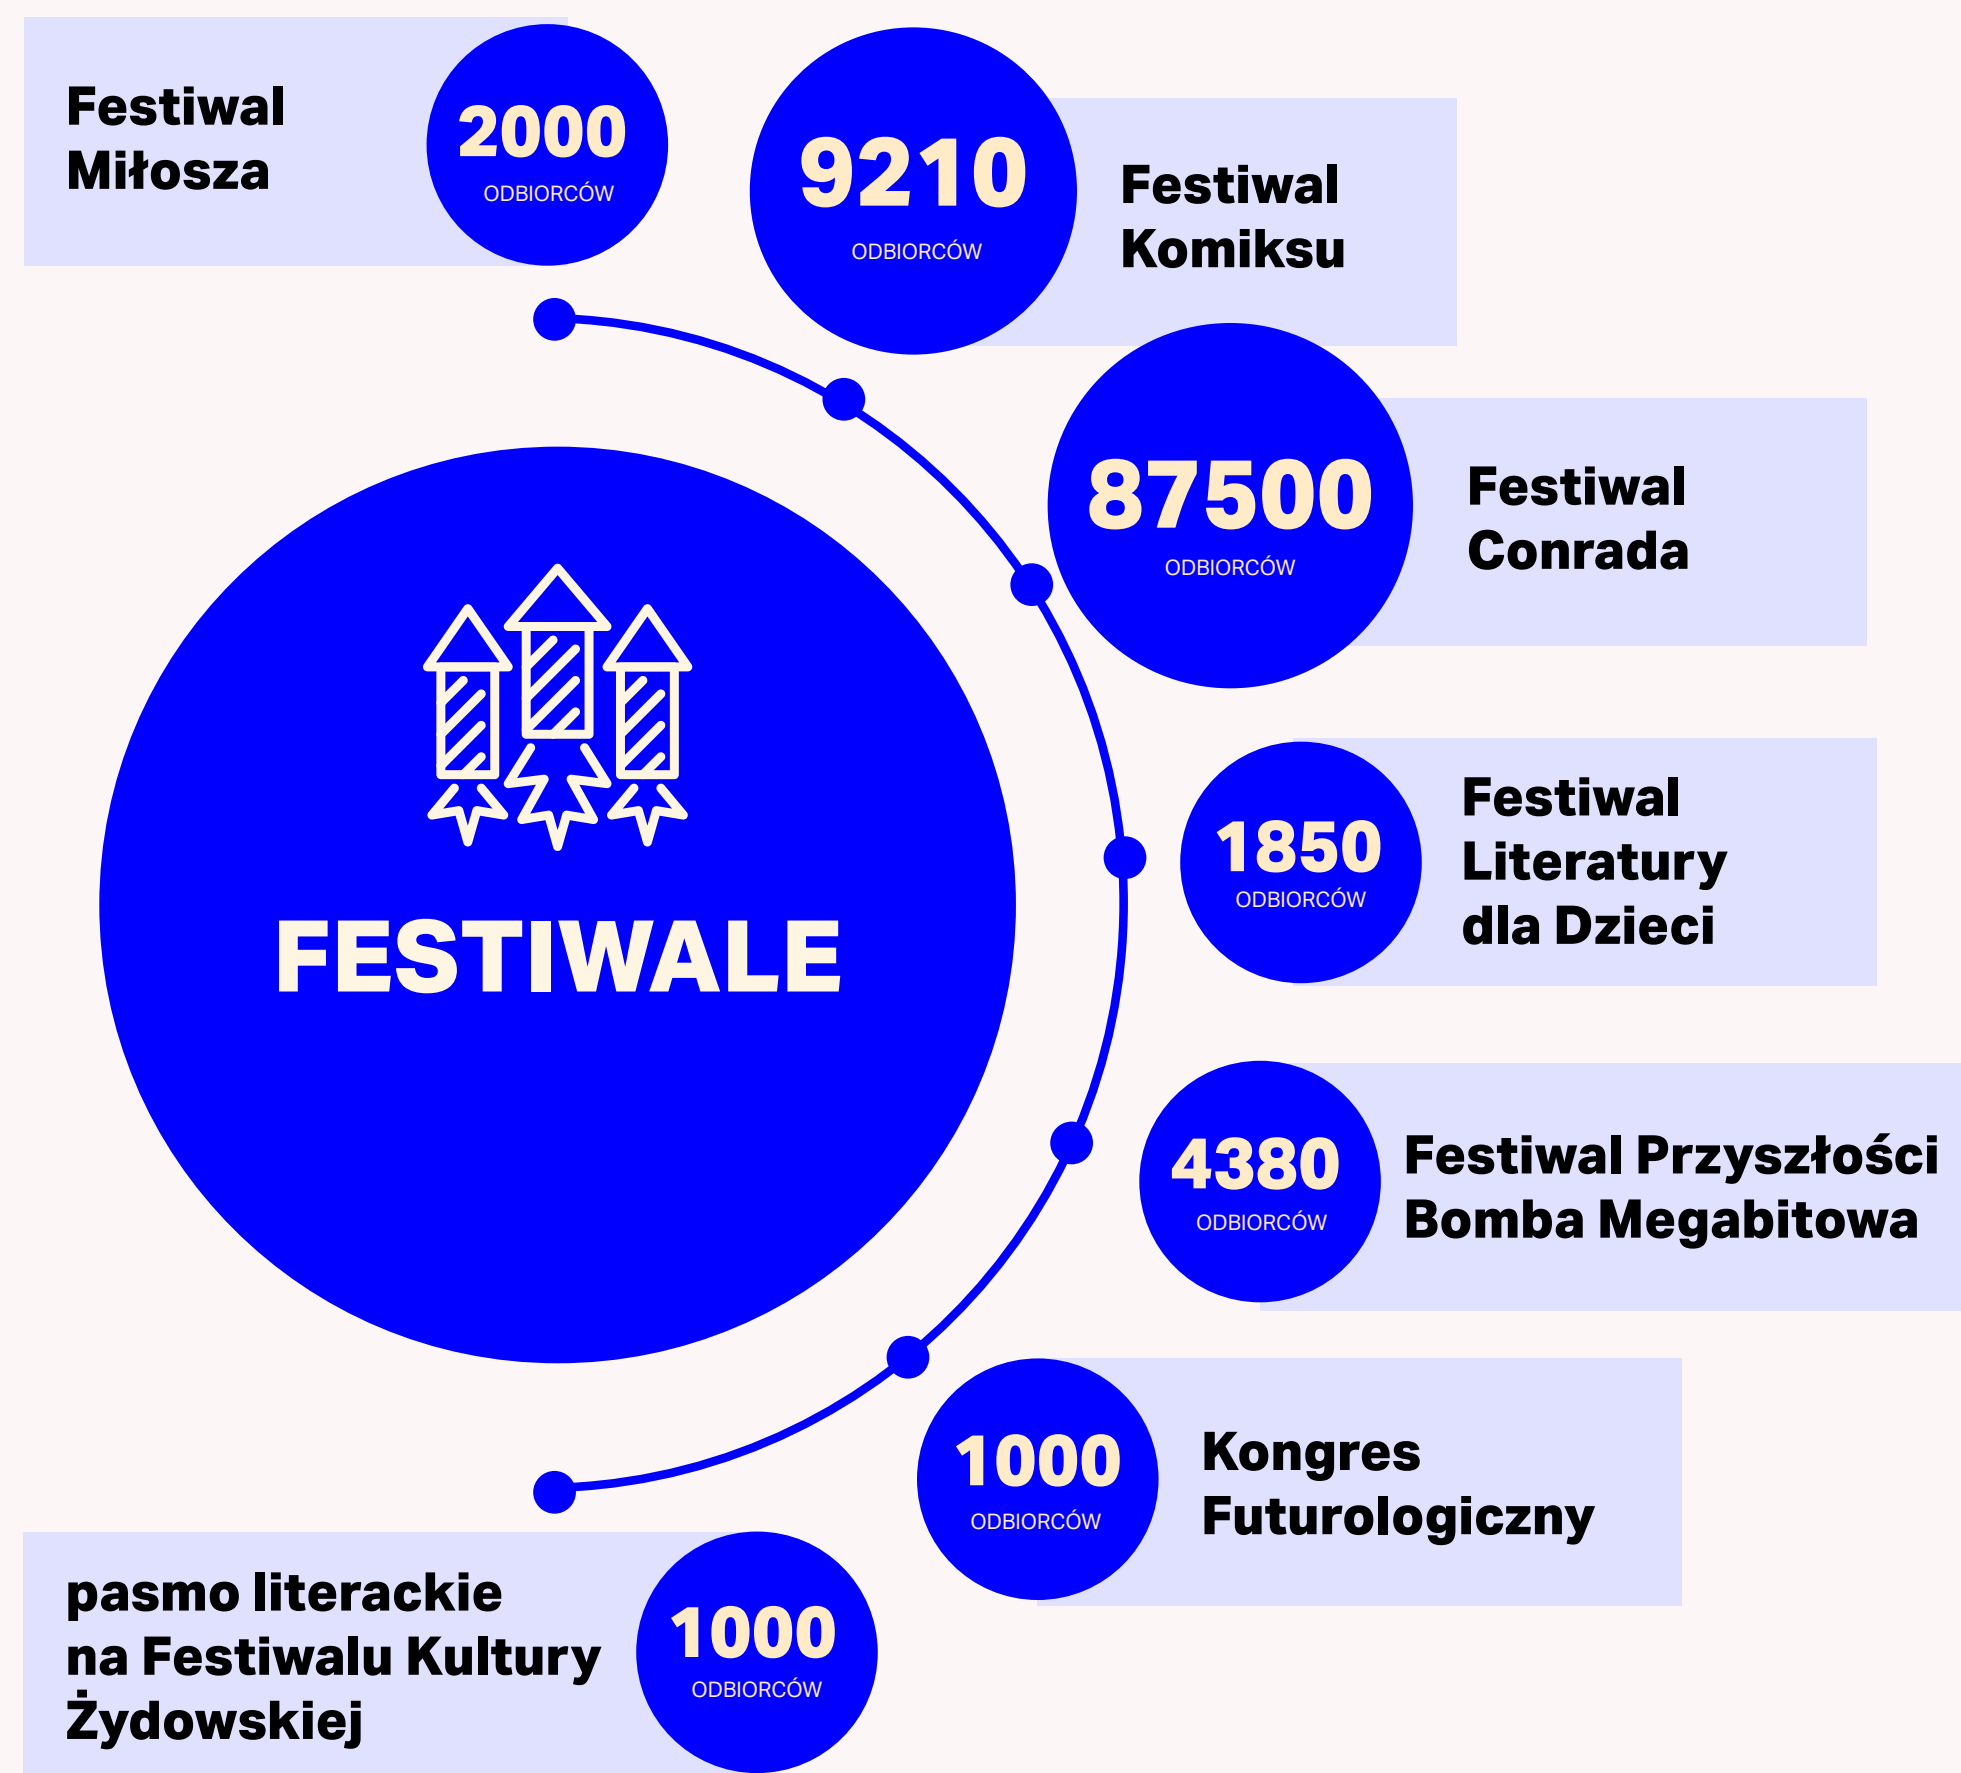 Festiwal
Miłosza
2000
ODBIORCÓW
9210
ODBIORCÓW
Festiwal
Komiksu
87500
ODBIORCÓW
Festiwal
Conrada
FESTIWALE
1850
ODBIORCÓW
Festiwal
Literatury
dla Dzieci
4380
ODBIORCÓW
Festiwal Przyszłości
Bomba Megabitowa
1000
ODBIORCÓW
Kongres
Futurologiczny
pasmo literackie
na Festiwalu Kultury
Żydowskiej
1000
ODBIORCÓW